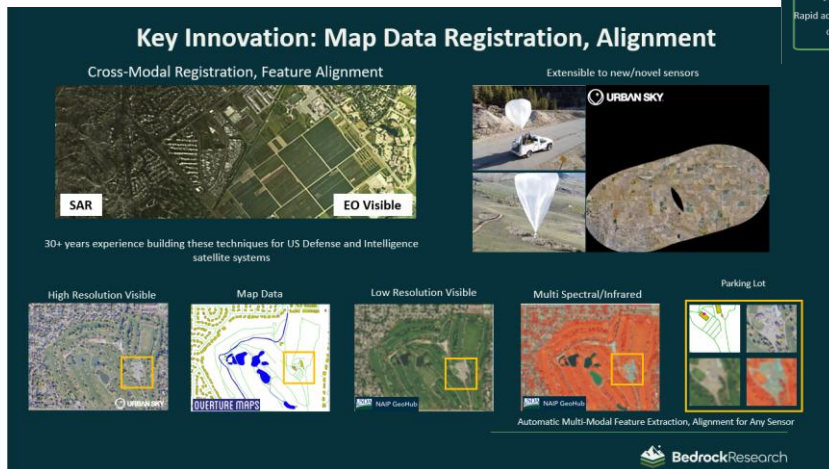 Rapid
Key Innovation: Map Data Registration, Alignment
Cross-Modal Registration, Feature Alignment
Extensible to new/novel sensors
URBAN SKY
SAR
EO Visible
30+ years experience building these techniques for US Defense and Intelligence
satellite systems
High Resolution Visible
Map Data
Low Resolution Visible
Multi Spectral/Infrared
Parking Lot
URBAN SKY
OVERTURE MAPS
USDA NAIP GeoHub
USDA NAIP GeoHub
Automatic Multi-Modal Feature Extraction, Alignment for Any Sensor
BedrockResearch